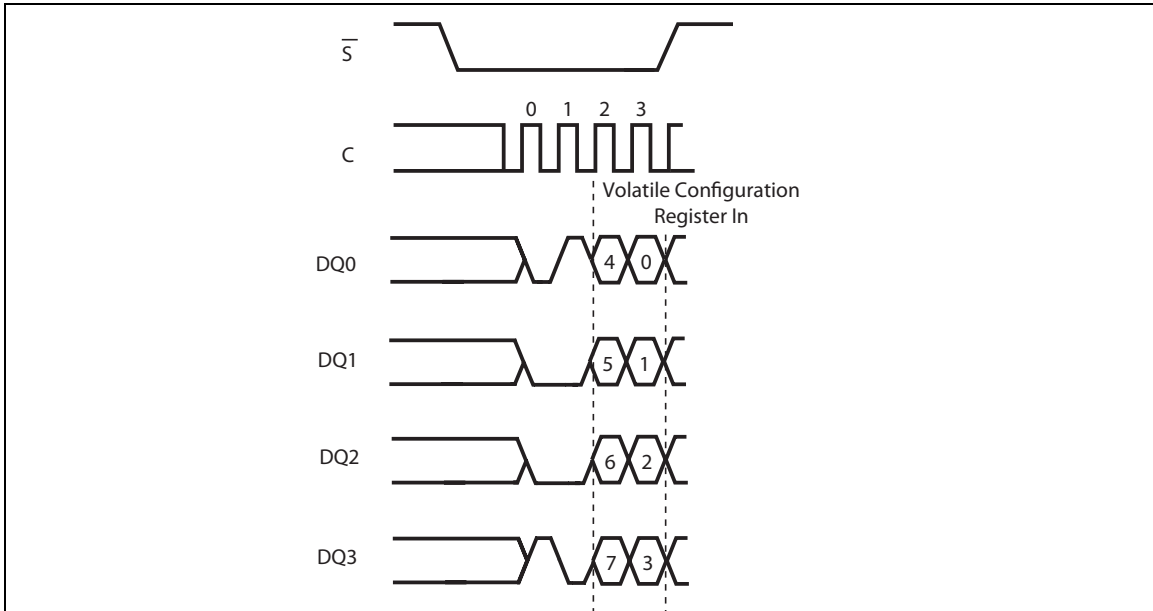 S̅
0 1 2 3
C
Volatile Configuration
Register In
DQ0 4 0
DQ1 5 1
DQ2 6 2
DQ3 7 3